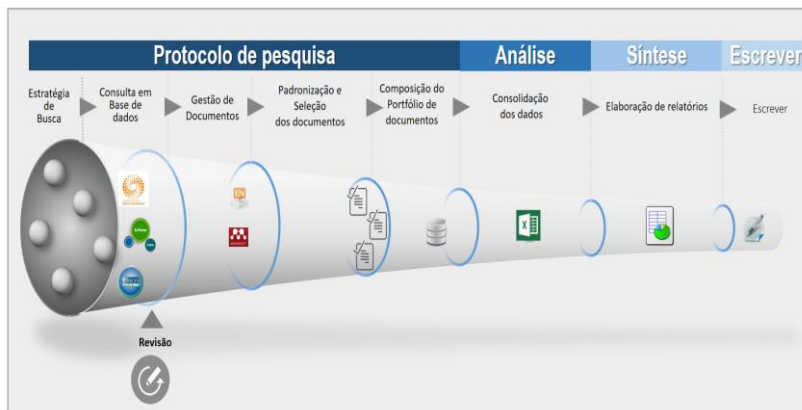 Protocolo de pesquisa
Análise
Síntese
Escrever
Estratégia
de
Busca
Consulta em
Base de
dados
Gestão de
Documentos
Padronização e
Seleção
dos documentos
Composição do
Portfólio de
documentos
Consolidação
dos dados
Elaboração de relatórios
Escrever
EN
Revisão